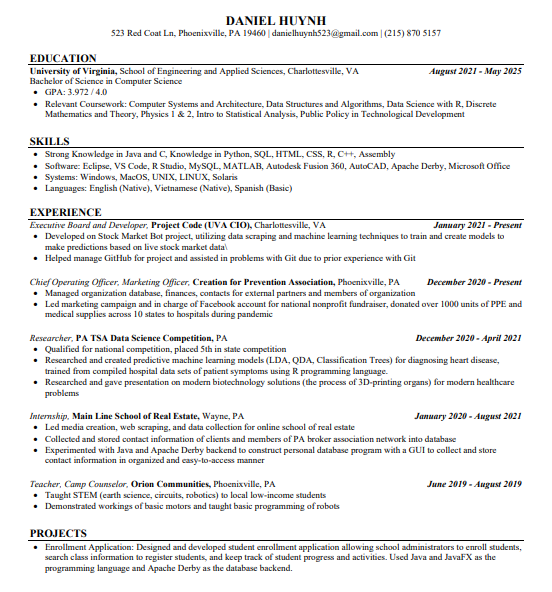 DANIEL HUYNH
523 Red Coat Ln, Phoenixville, PA 19460 | danielhuynh523@gmail.com | (215) 870 5157
EDUCATION
University of Virginia, School of Engineering and Applied Sciences, Charlottesville, VA August 2021 - May 2025
Bachelor of Science in Computer Science
• GPA: 3.972 / 4.0
• Relevant Coursework: Computer Systems and Architecture, Data Structures and Algorithms, Data Science with R, Discrete
Mathematics and Theory, Physics 1 & 2, Intro to Statistical Analysis, Public Policy in Technological Development
SKILLS
• Strong Knowledge in Java and C, Knowledge in Python, SQL, HTML, CSS, R, C++, Assembly
• Software: Eclipse, VS Code, R Studio, MySQL, MATLAB, Autodesk Fusion 360, AutoCAD, Apache Derby, Microsoft Office
• Systems: Windows, MacOS, UNIX, LINUX, Solaris
• Languages: English (Native), Vietnamese (Native), Spanish (Basic)
EXPERIENCE
Executive Board and Developer, Project Code (UVA CIO), Charlottesville, VA January 2021 - Present
• Developed on Stock Market Bot project, utilizing data scraping and machine learning techniques to train and create models to
make predictions based on live stock market data\
• Helped manage GitHub for project and assisted in problems with Git due to prior experience with Git
Chief Operating Officer, Marketing Officer, Creation for Prevention Association, Phoenixville, PA December 2020 - Present
• Managed organization database, finances, contacts for external partners and members of organization
• Led marketing campaign and in charge of Facebook account for national nonprofit fundraiser, donated over 1000 units of PPE and
medical supplies across 10 states to hospitals during pandemic
Researcher, PA TSA Data Science Competition, PA December 2020 - April 2021
• Qualified for national competition, placed 5th in state competition
• Researched and created predictive machine learning models (LDA, QDA, Classification Trees) for diagnosing heart disease,
trained from compiled hospital data sets of patient symptoms using R programming language.
• Researched and gave presentation on modern biotechnology solutions (the process of 3D-printing organs) for modern healthcare
problems
Internship, Main Line School of Real Estate, Wayne, PA January 2020 - August 2021
• Led media creation, web scraping, and data collection for online school of real estate
• Collected and stored contact information of clients and members of PA broker association network into database
• Experimented with Java and Apache Derby backend to construct personal database program with a GUI to collect and store
contact information in organized and easy-to-access manner
Teacher, Camp Counselor, Orion Communities, Phoenixville, PA June 2019 - August 2019
• Taught STEM (earth science, circuits, robotics) to local low-income students
• Demonstrated workings of basic motors and taught basic programming of robots
PROJECTS
• Enrollment Application: Designed and developed student enrollment application allowing school administrators to enroll students,
search class information to register students, and keep track of student progress and activities. Used Java and JavaFX as the
programming language and Apache Derby as the database backend.